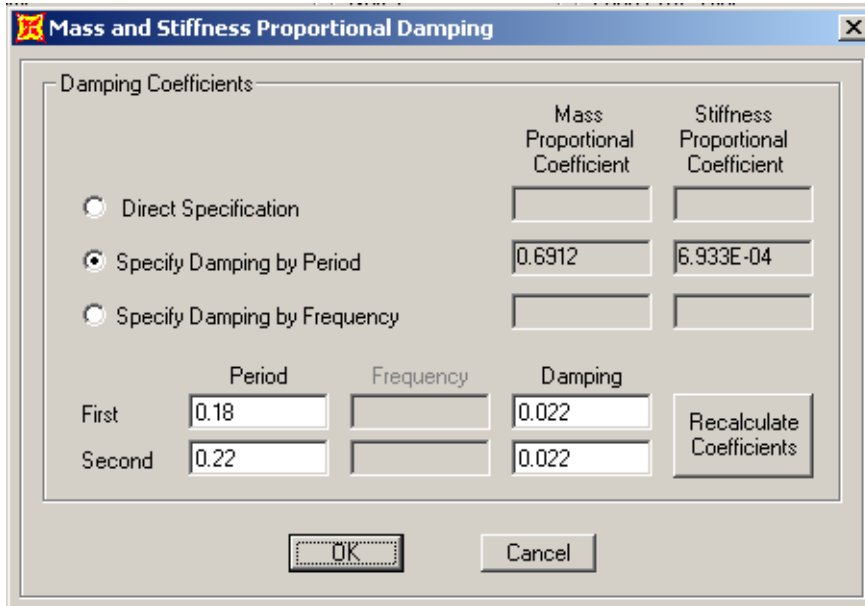 Mass and Stiffness Proportional Damping
Damping Coefficients
Mass
Proportional
Coefficient
Stiffness
Proportional
Coefficient
Direct Specification
Specify Damping by Period
0.6912
6.933E-04
Specify Damping by Frequency
Period
Frequency
Damping
First
0.18
0.022
Second
0.22
0.022
Recalculate
Coefficients
OK
Cancel